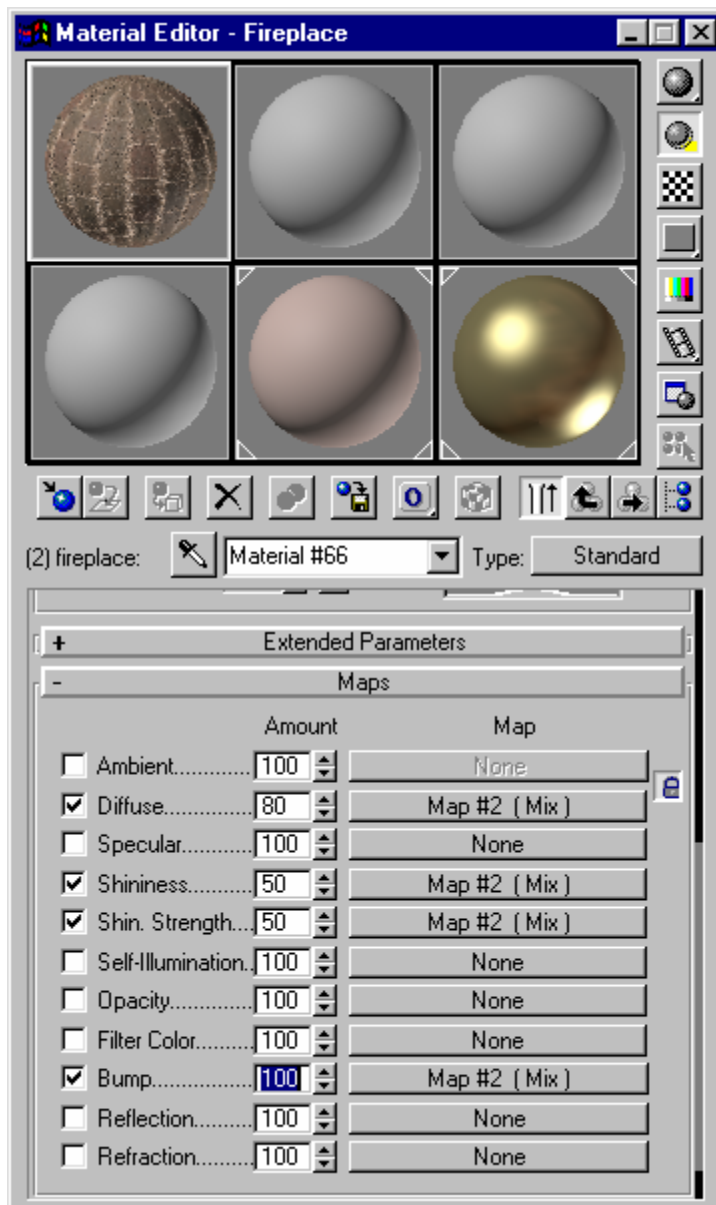 Material Editor - Fireplace
(2) fireplace: Material #66 Type: Standard
+ Extended Parameters
- Maps
Amount Map
Ambient............. 100 None
Diffuse............... 80 Map #2 ( Mix )
Specular............ 100 None
Shininess.......... 50 Map #2 ( Mix )
Shin. Strength.... 50 Map #2 ( Mix )
Self-Illumination.. 100 None
Opacity.............. 100 None
Filter Color......... 100 None
Bump................. 100 Map #2 ( Mix )
Reflection.......... 100 None
Refraction......... 100 None